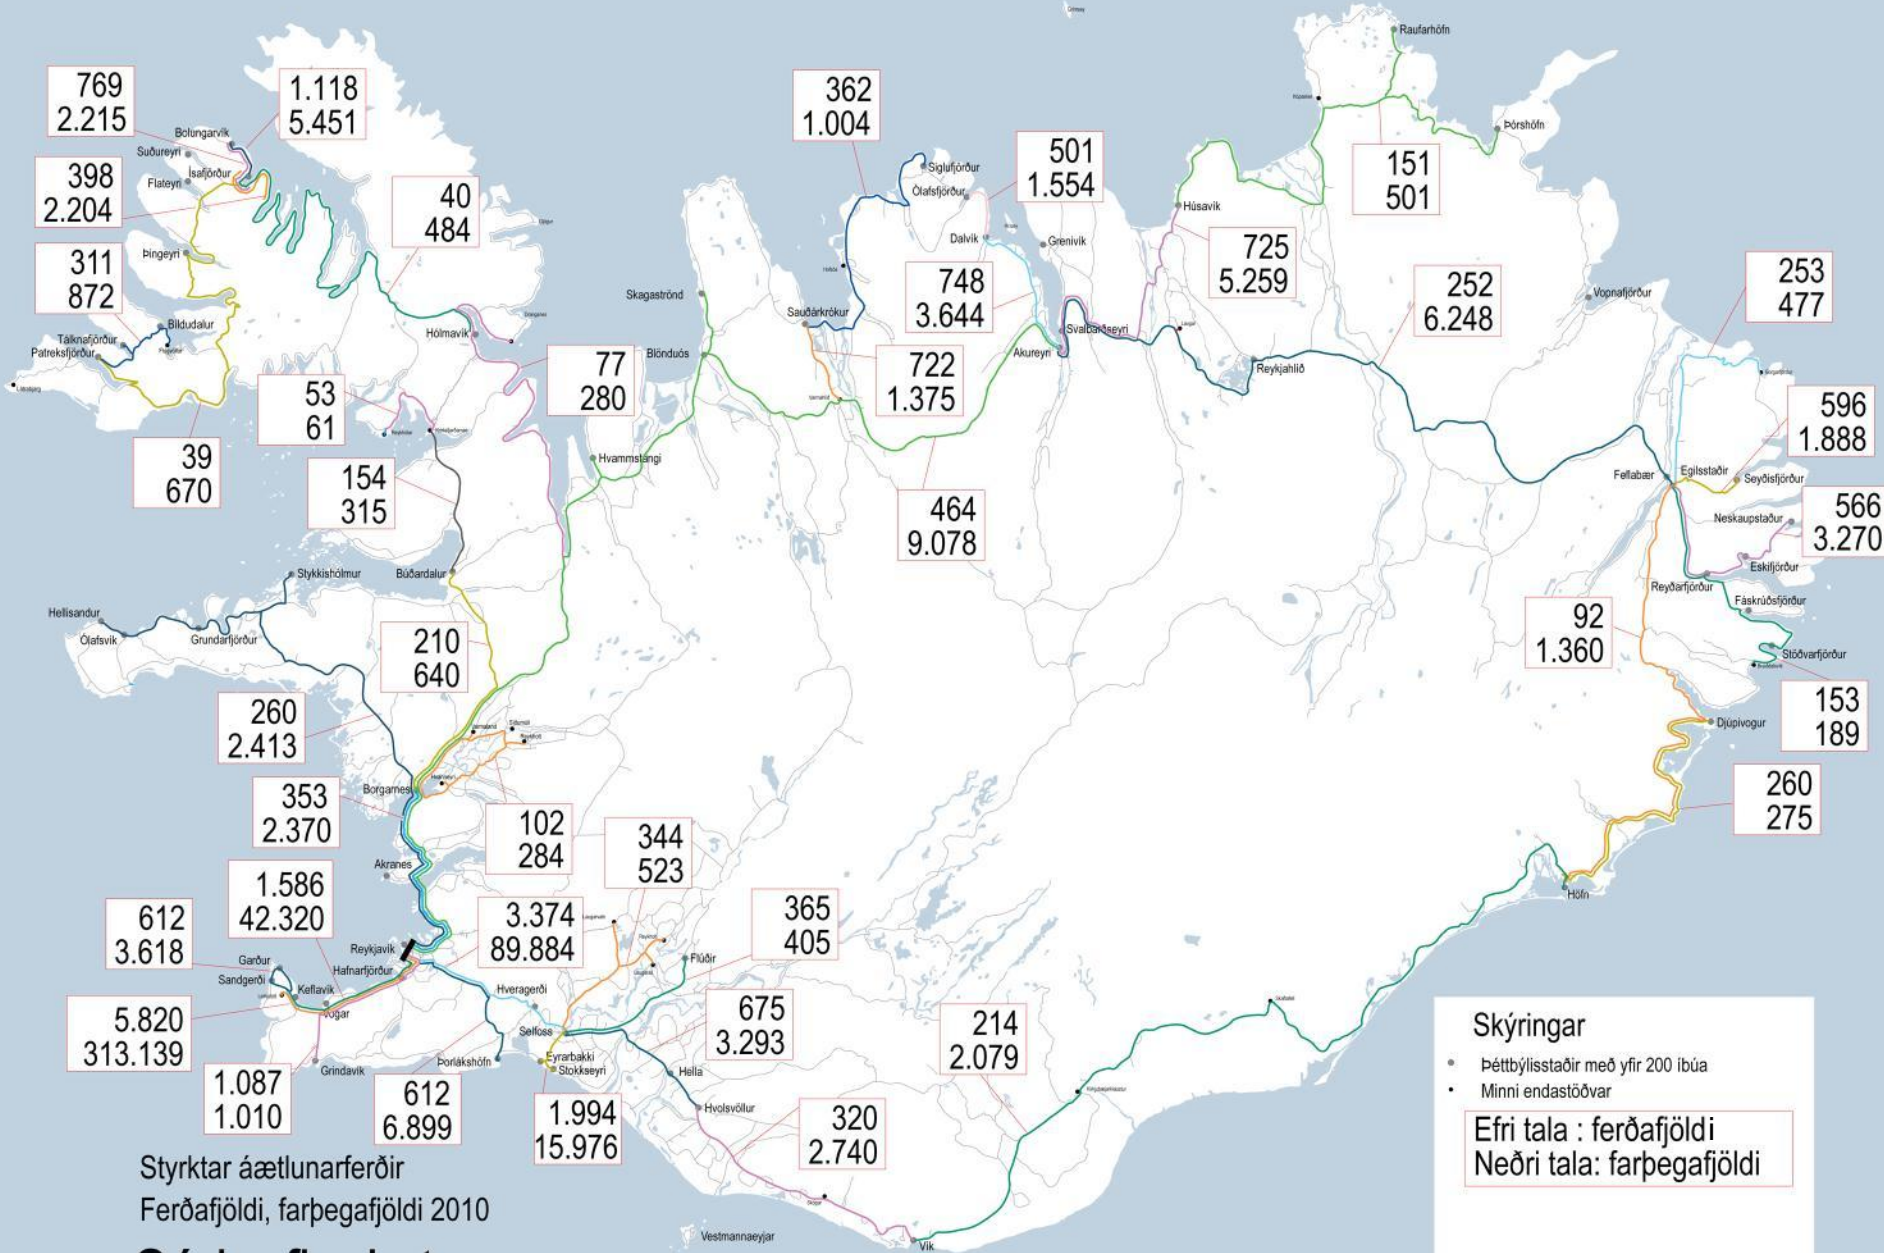 Grímsey
Raufarhöfn
769
2.215
1.118
5.451
362
1.004
Kópasker
Bolungarvík
Suðureyri
Ísafjörður
Flateyri
Þórshöfn
501
1.554
151
501
Siglufjörður
Ólafsfjörður
398
2.204
40
484
Húsavík
Dalvík
Grenivík
725
5.259
Þingeyri
311
872
Hofsós
748
3.644
252
6.248
253
477
Skagaströnd
Vopnafjörður
Drangsnes
Bíldudalur
Tálknafjörður
Patreksfjörður
Hólmavík
Sauðárkrókur
Svalbarðseyri
Laugar
Blönduós
Akureyri
Reykjahlíð
77
280
722
1.375
Látrabjarg
53
61
Varmahlíð
596
1.888
39
670
Hvammstangi
154
315
Fellabær
Egilsstaðir
Seyðisfjörður
464
9.078
Neskaupstaður
566
3.270
Eskifjörður
Stykkishólmur
Búðardalur
Reyðarfjörður
Fáskrúðsfjörður
Hellisandur
Ólafsvík
Grundarfjörður
92
1.360
210
640
Stöðvarfjörður
260
2.413
153
189
Djúpivogur
Borgarnes
353
2.370
260
275
102
284
344
523
Akranes
1.586
42.320
Höfn
365
405
612
3.618
3.374
89.884
Reykjavík
Garður
Hafnarfjörður
Sandgerði
Keflavík
Flúðir
Hveragerði
Vogar
Selfoss
5.820
313.139
675
3.293
214
2.079
Skaftafell
Eyrarbakki
Stokkseyri
Þorlákshöfn
Grindavík
Hella
1.087
1.010
612
6.899
Hvolsvöllur
1.994
15.976
320
2.740
Skógar
Vestmannaeyjar
Vík
Skýringar
Þéttbýlisstaðir með yfir 200 íbúa
Minni endastöðvar
Efri tala : ferðafjöldi
Neðri tala: farþegafjöldi
Styrktar áætlunarferðir
Ferðafjöldi, farþegafjöldi 2010